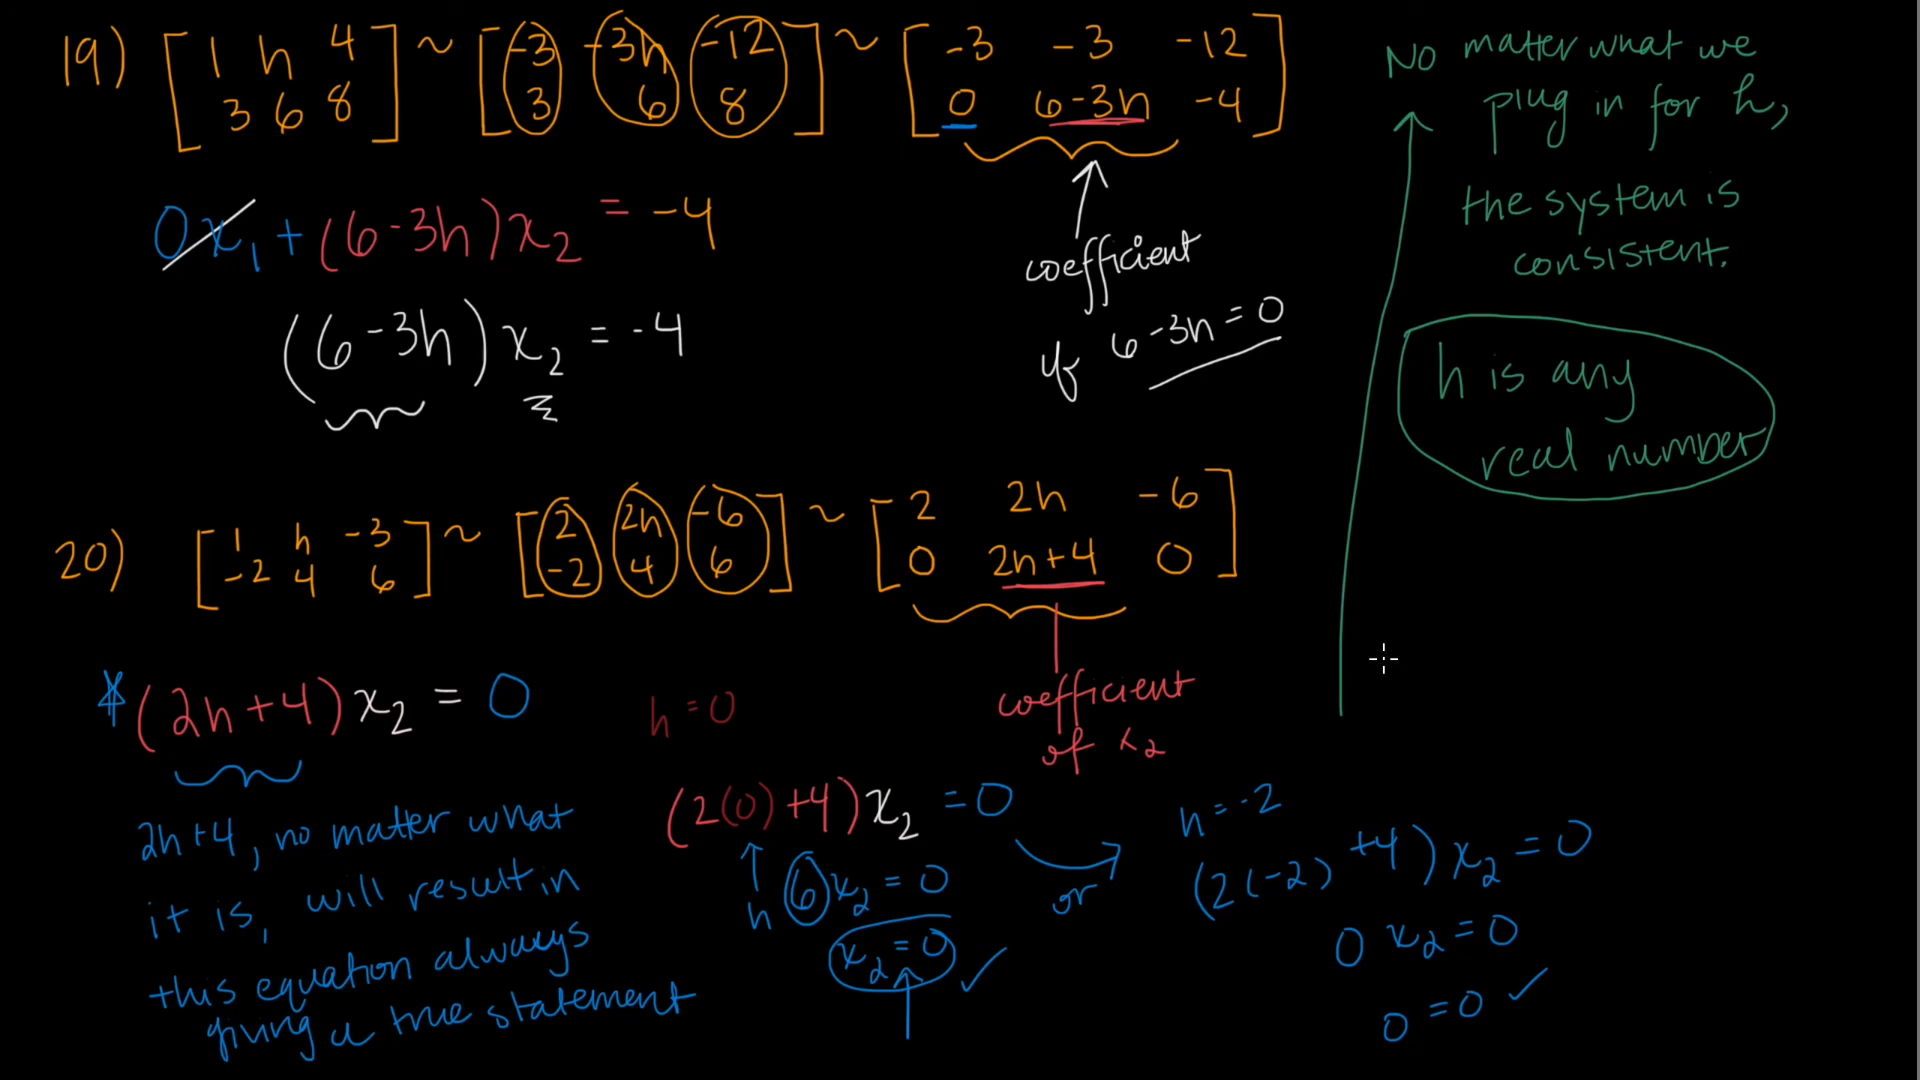 19) [1 h 4 ~ [-3 -3h -12 ~ [-3 -3 -12
3 6 8] 3 6 8] 0 6-3h -4]
0x₁ + (6-3h)x₂ = -4
(6-3h)x₂ = -4
coefficient
if 6-3h = 0
No matter what we
plug in for h,
the system is
consistent.
h is any
real number
20) [1 h -3 ~ [2 2h -6 ~ [2 2h -6
-2 4 6] -2 4 6] 0 2h+4 0]
*(2h+4)x₂ = 0
2h+4, no matter what
it is, will result in
this equation always
giving a true statement
h = 0
(2(0)+4)x₂ = 0
h
6x₂ = 0
x₂ = 0 ✓
coefficient
of x₂
or
h = -2
(2(-2)+4)x₂ = 0
0x₂ = 0
0 = 0 ✓